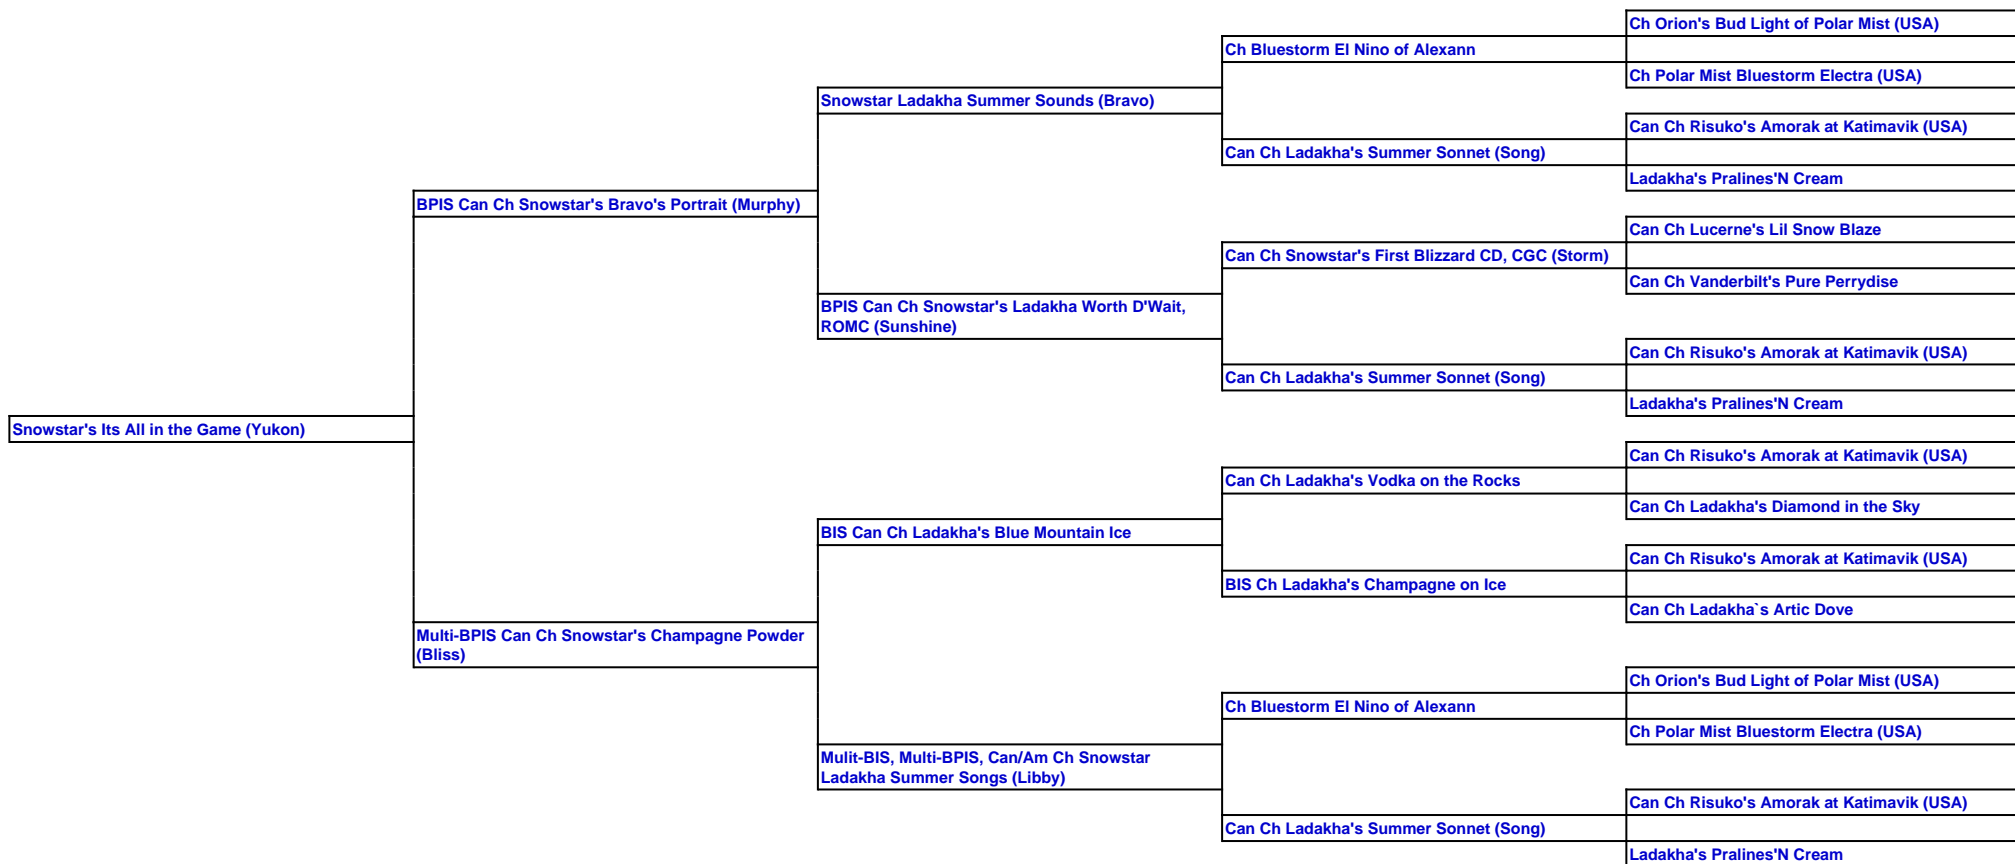 Ch Orion's Bud Light of Polar Mist (USA)
Ch Bluestorm El Nino of Alexann
Ch Polar Mist Bluestorm Electra (USA)
Snowstar Ladakha Summer Sounds (Bravo)
Can Ch Risuko's Amorak at Katimavik (USA)
Can Ch Ladakha's Summer Sonnet (Song)
Ladakha's Pralines'N Cream
BPIS Can Ch Snowstar's Bravo's Portrait (Murphy)
Can Ch Lucerne's Lil Snow Blaze
Can Ch Snowstar's First Blizzard CD, CGC (Storm)
Can Ch Vanderbilt's Pure Perrydise
BPIS Can Ch Snowstar's Ladakha Worth D'Wait,
ROMC (Sunshine)
Can Ch Risuko's Amorak at Katimavik (USA)
Can Ch Ladakha's Summer Sonnet (Song)
Ladakha's Pralines'N Cream
Snowstar's Its All in the Game (Yukon)
Can Ch Risuko's Amorak at Katimavik (USA)
Can Ch Ladakha's Vodka on the Rocks
Can Ch Ladakha's Diamond in the Sky
BIS Can Ch Ladakha's Blue Mountain Ice
Can Ch Risuko's Amorak at Katimavik (USA)
BIS Ch Ladakha's Champagne on Ice
Can Ch Ladakha`s Artic Dove
Multi-BPIS Can Ch Snowstar's Champagne Powder
(Bliss)
Ch Orion's Bud Light of Polar Mist (USA)
Ch Bluestorm El Nino of Alexann
Ch Polar Mist Bluestorm Electra (USA)
Mulit-BIS, Multi-BPIS, Can/Am Ch Snowstar
Ladakha Summer Songs (Libby)
Can Ch Risuko's Amorak at Katimavik (USA)
Can Ch Ladakha's Summer Sonnet (Song)
Ladakha's Pralines'N Cream